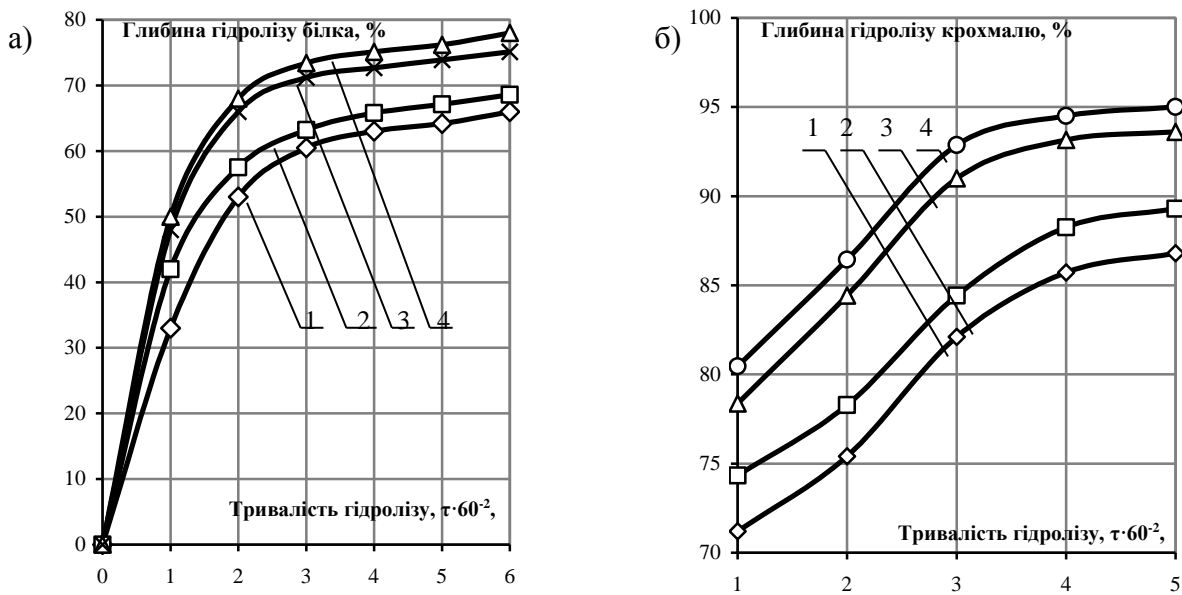 а)
Глибина гідролізу білка, %
80
70
60
50
40
30
20
10
0
1 2 3 4
Тривалість гідролізу, τ·60⁻²,
0 1 2 3 4 5 6
б)
Глибина гідролізу крохмалю, %
100
95
90
85
80
75
70
1 2 3 4
Тривалість гідролізу, τ·60⁻²,
1 2 3 4 5